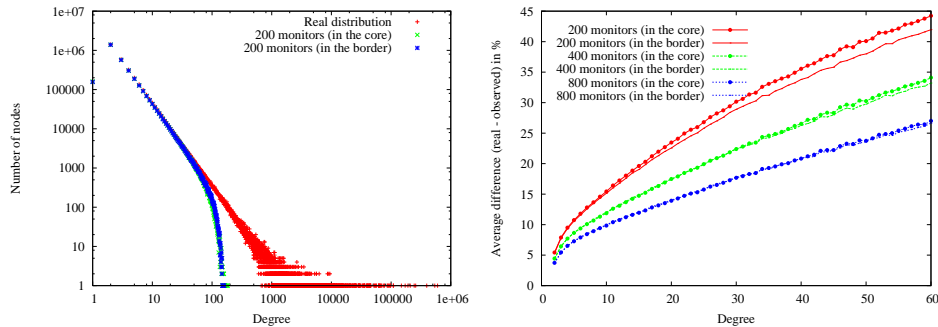 Real distribution
200 monitors (in the core)
200 monitors (in the border)
Number of nodes
1e+07
1e+06
100000
10000
1000
100
10
1
1 10 100 1000 10000 100000 1e+06
Degree
200 monitors (in the core)
200 monitors (in the border)
400 monitors (in the core)
400 monitors (in the border)
800 monitors (in the core)
800 monitors (in the border)
Average difference (real - observed) in %
45
40
35
30
25
20
15
10
5
0
0 10 20 30 40 50 60
Degree